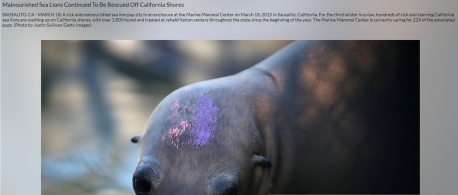 Malnourished Sea Lions Continued To Be Rescued Off California Shores
SAUSALITO, CA - MARCH 18: A sick and malnourished sea lion pup sits in an enclosure at the Marine Mammal Center on March 18, 2015 in Sausalito, California. For the third winter in a row, hundreds of sick and starving California
sea lions are washing up on California shores, with over 1,800 found and treated at rehabilitation centers throughout the state since the beginning of the year. The Marine Mammal Center is currently caring for 224 of the emaciated
pups. (Photo by Justin Sullivan/Getty Images)